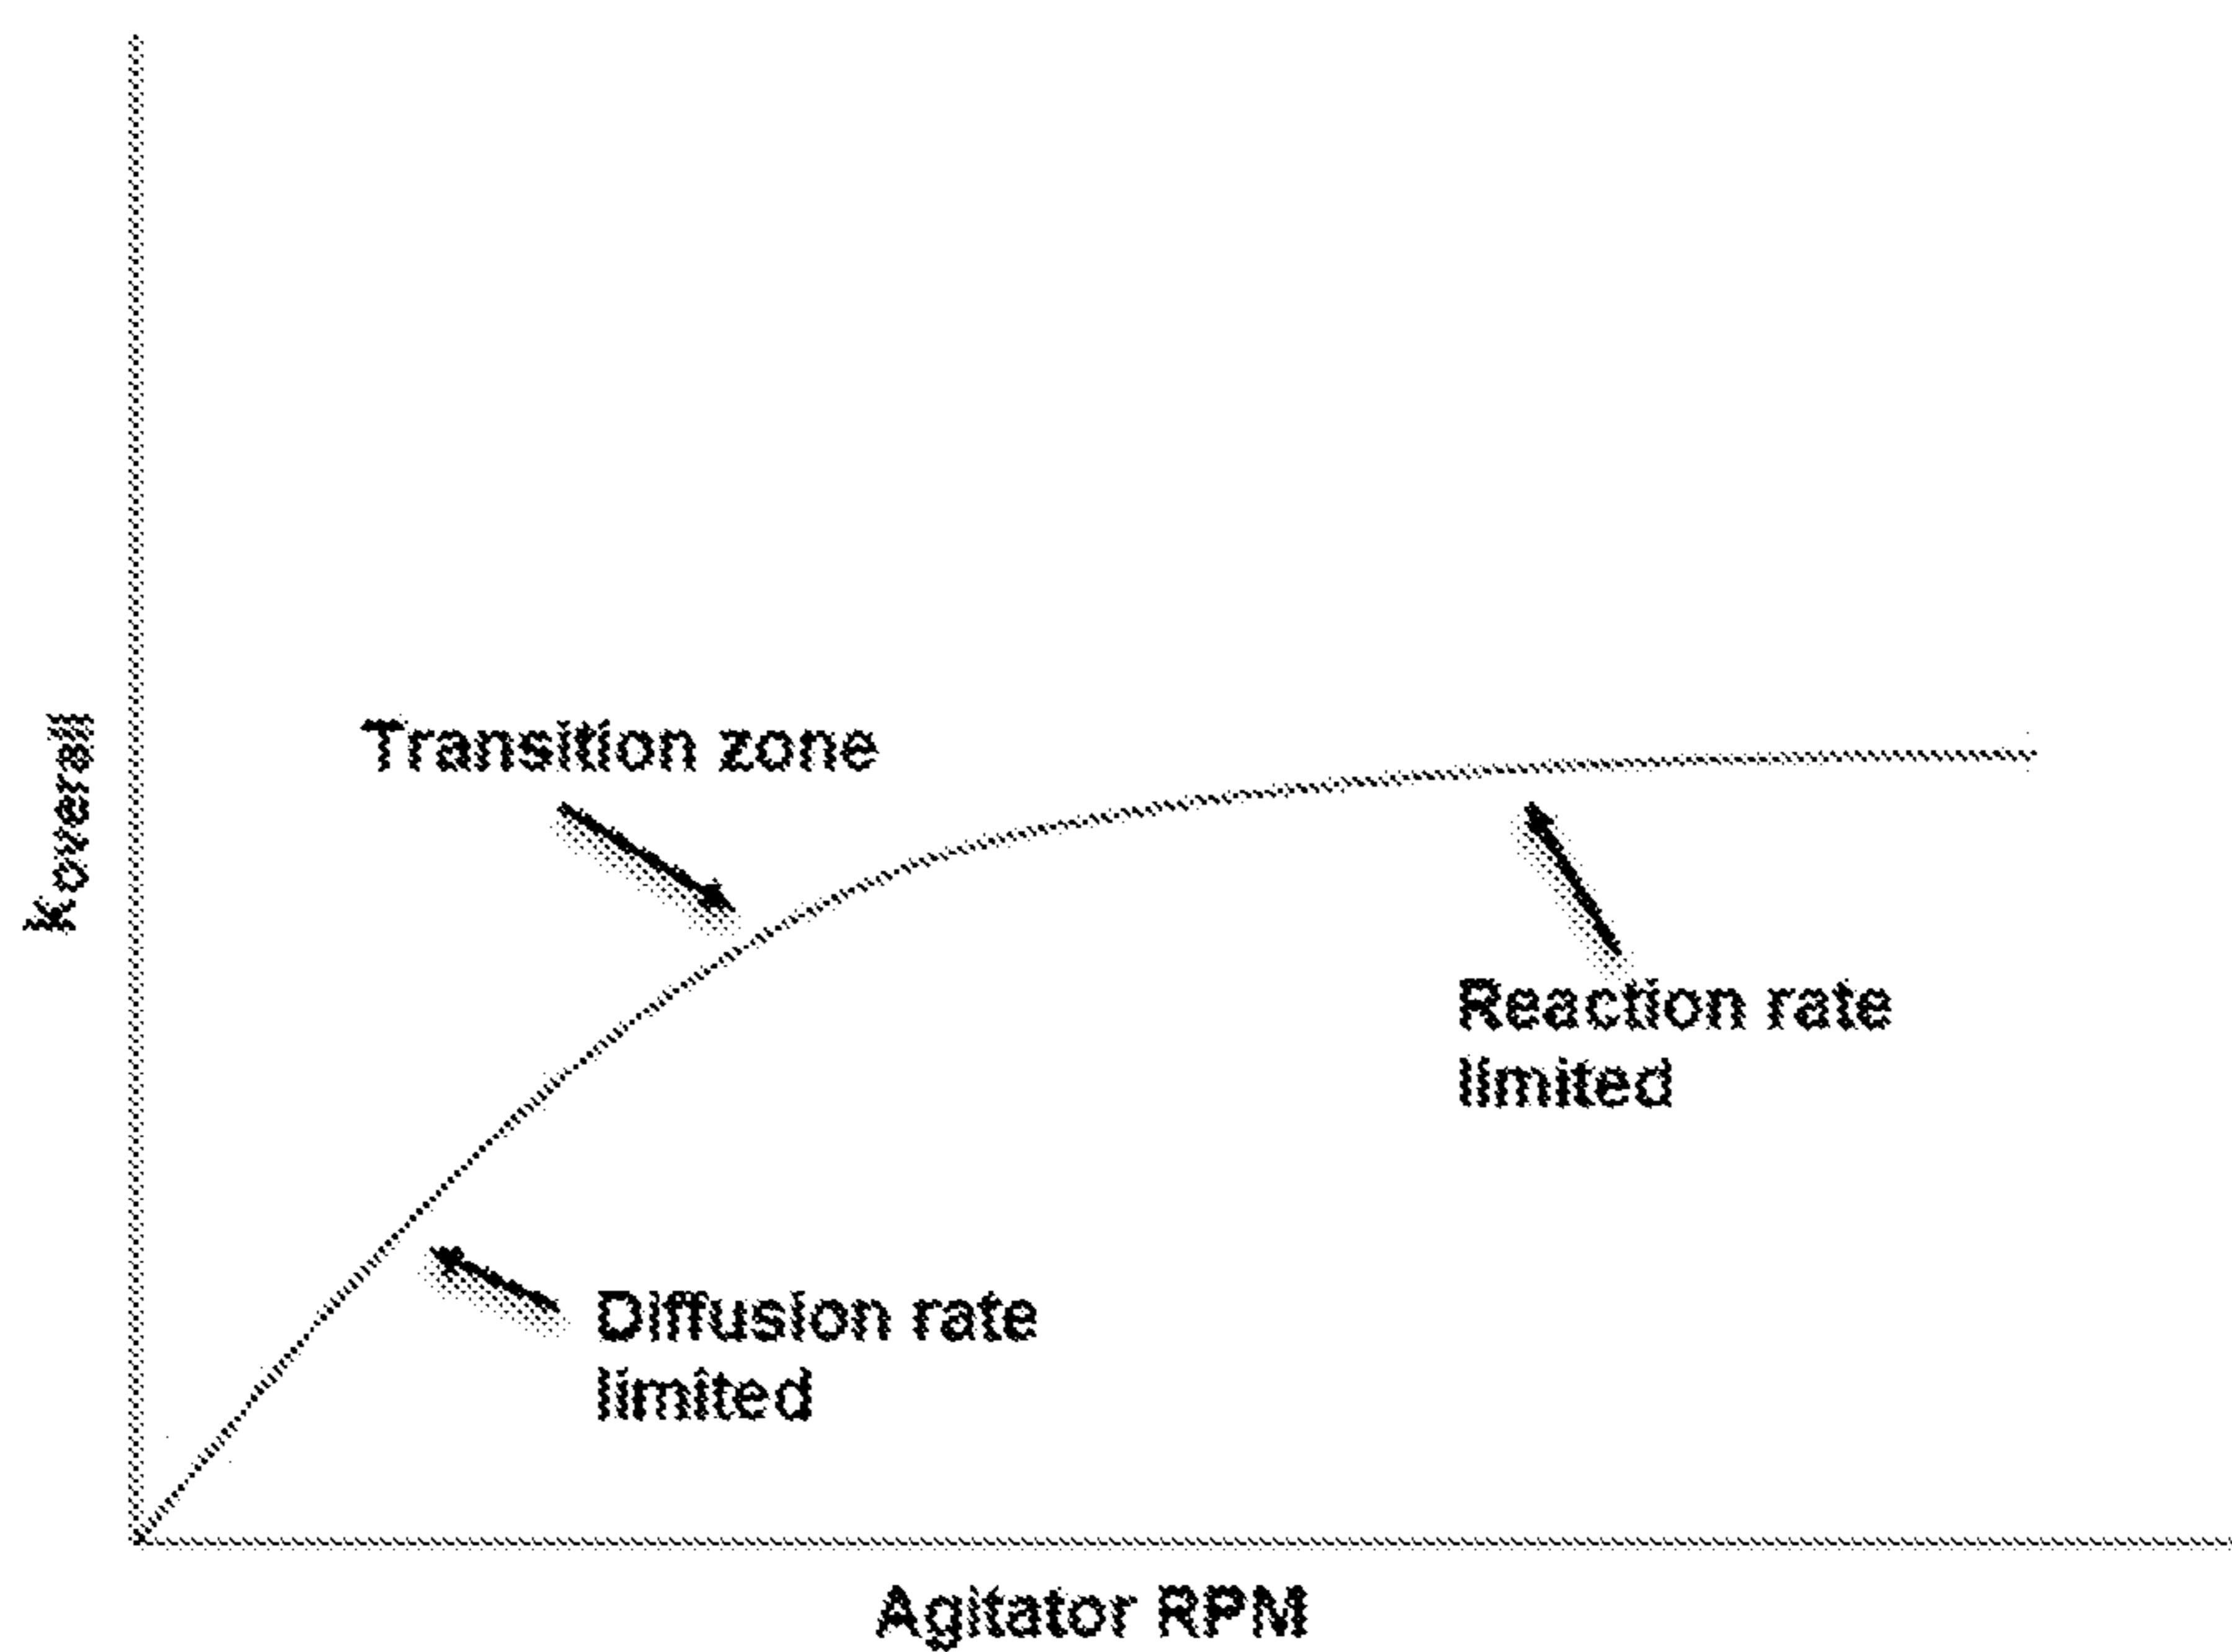 k overall
Transition zone
Reaction rate
limited
Diffusion rate
limited
Agitator RPM